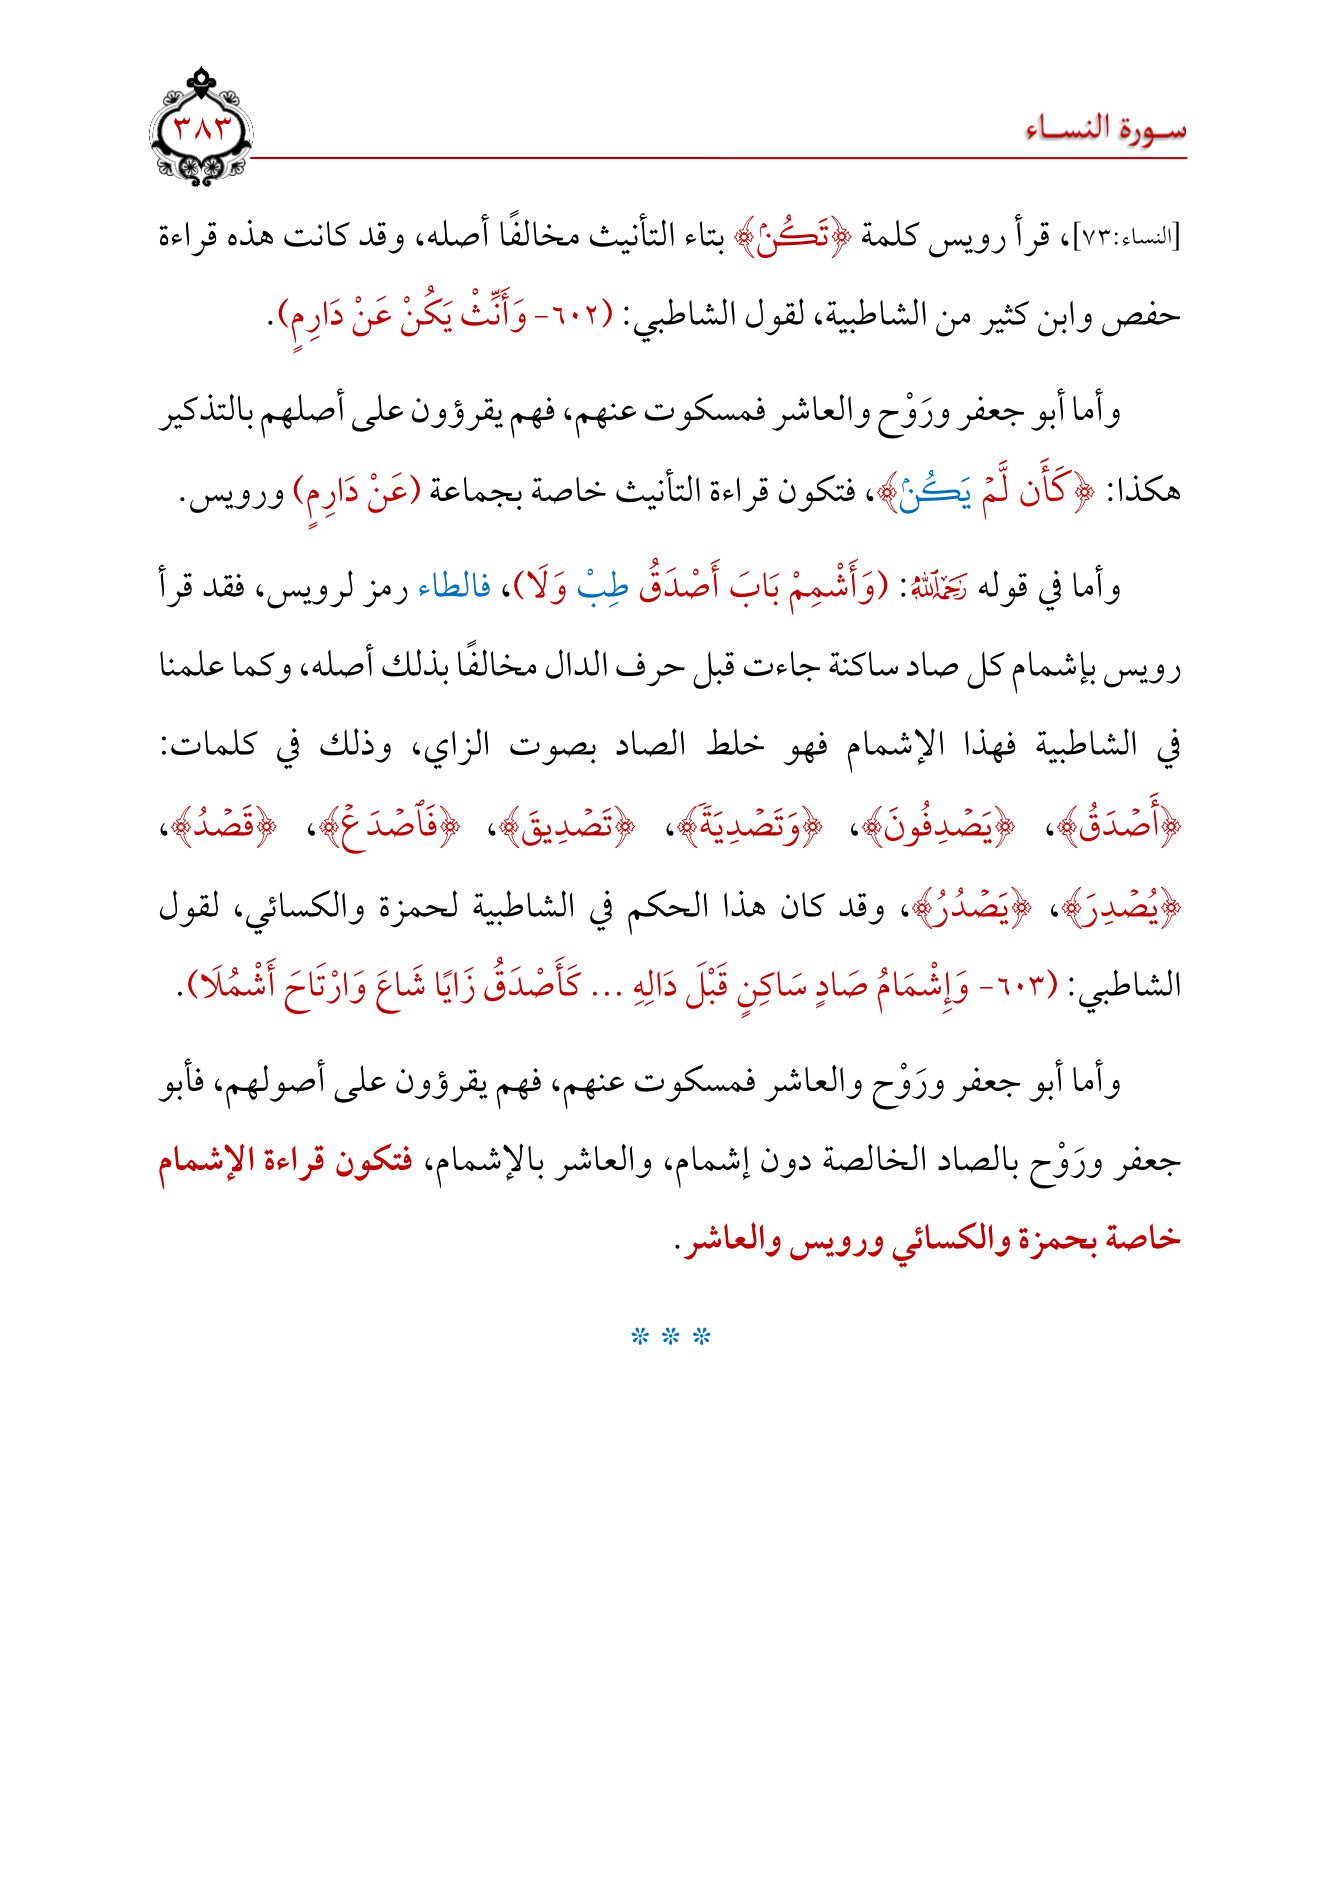 سورة النساء
٣٨٣
[النساء:٧٣]، قرأ رويس كلمة ﴿تَكُنۢ﴾ بتاء التأنيث مخالفًا أصله، وقد كانت هذه قراءة
حفص وابن كثير من الشاطبية، لقول الشاطبي: (٦٠٢- وَأَنِّثْ يَكُنْ عَنْ دَارِمٍ).
وأما أبو جعفر ورَوْح والعاشر فمسكوت عنهم، فهم يقرؤون على أصلهم بالتذكير
هكذا: ﴿كَأَن لَّمۡ يَكُنۢ﴾، فتكون قراءة التأنيث خاصة بجماعة (عَنْ دَارِمٍ) ورويس.
وأما في قوله رَحِمَهُ ٱللَّهُ: (وَأَشْمِمْ بَابَ أَصْدَقُ طِبْ وَلَا)، فالطاء رمز لرويس، فقد قرأ
رويس بإشمام كل صاد ساكنة جاءت قبل حرف الدال مخالفًا بذلك أصله، وكما علمنا
في الشاطبية فهذا الإشمام فهو خلط الصاد بصوت الزاي، وذلك في كلمات:
﴿أَصۡدَقُ﴾، ﴿يَصۡدِفُونَ﴾، ﴿وَتَصۡدِيَةٗ﴾، ﴿تَصۡدِيقَ﴾، ﴿فَٱصۡدَعۡ﴾، ﴿قَصۡدُ﴾،
﴿يُصۡدِرَ﴾، ﴿يَصۡدُرُ﴾، وقد كان هذا الحكم في الشاطبية لحمزة والكسائي، لقول
الشاطبي: (٦٠٣- وَإِشْمَامُ صَادٍ سَاكِنٍ قَبْلَ دَالِهِ ... كَأَصْدَقُ زَايًا شَاعَ وَارْتَاحَ أَشْمُلَا).
وأما أبو جعفر ورَوْح والعاشر فمسكوت عنهم، فهم يقرؤون على أصولهم، فأبو
جعفر ورَوْح بالصاد الخالصة دون إشمام، والعاشر بالإشمام، فتكون قراءة الإشمام
خاصة بحمزة والكسائي ورويس والعاشر.
* * *